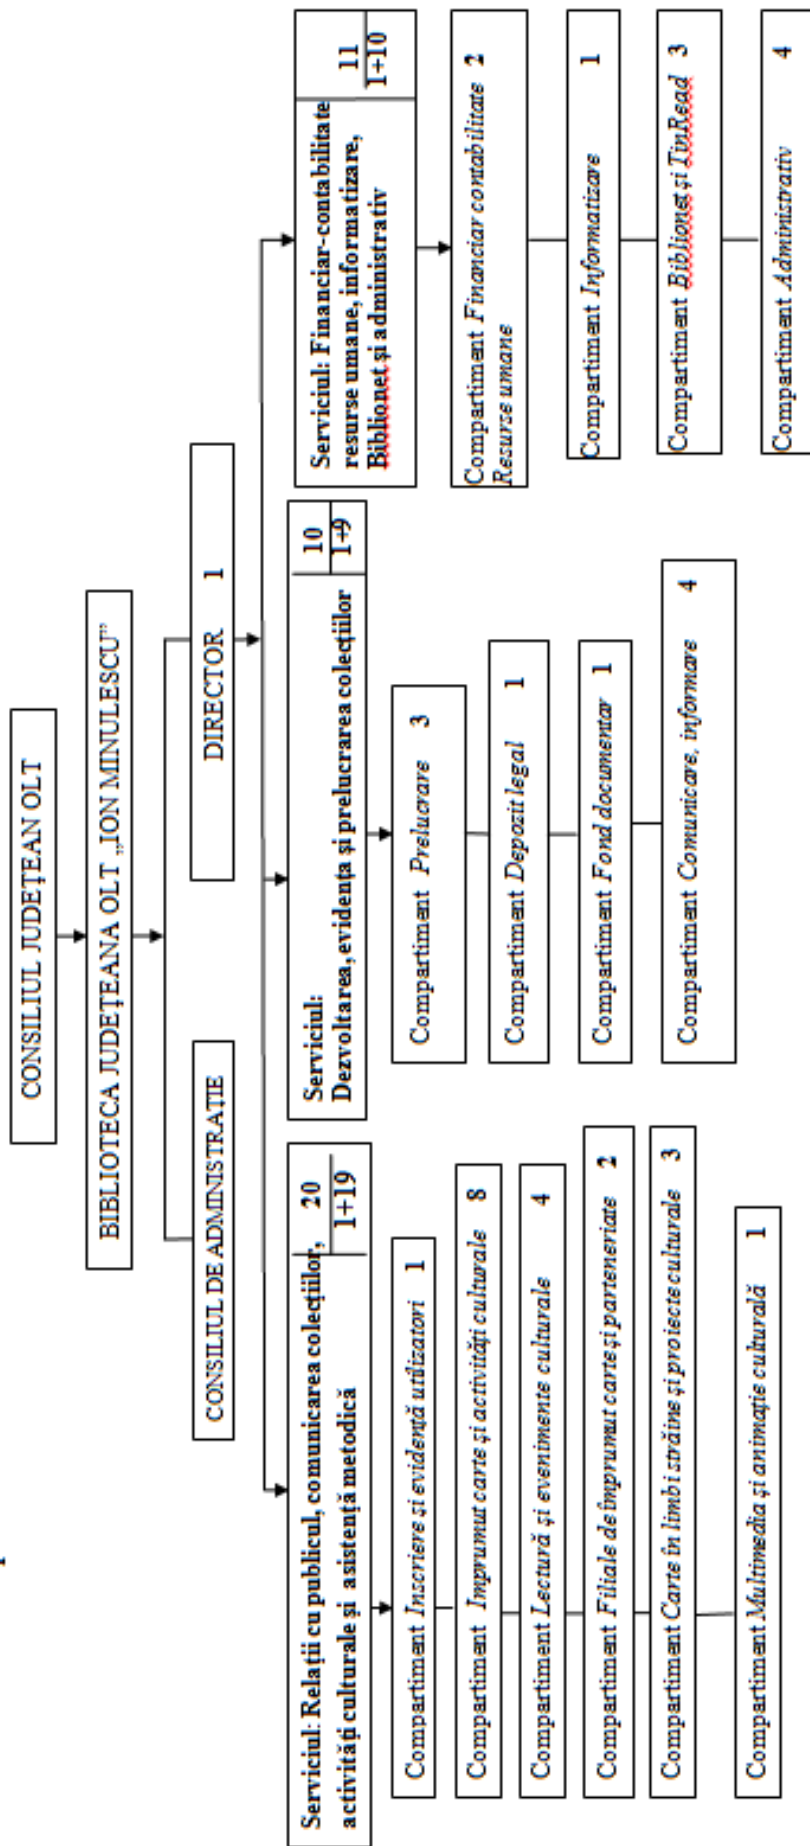 CONSILIUL JUDEȚEAN OLT
BIBLIOTECA JUDEȚEANA OLT „ION MINULESCU”
CONSILIUL DE ADMINISTRAȚIE
DIRECTOR 1
Serviciul: Relații cu publicul, comunicarea colecțiilor,
activități culturale și asistență metodică
20
1+19
Compartiment Inscriere și evidență utilizatori 1
Compartiment Imprumut carte și activități culturale 8
Compartiment Lectură și evenimente culturale 4
Compartiment Filiale de împrumut carte și parteneriate 2
Compartiment Carte în limbi străine și proiecte culturale 3
Compartiment Multimedia și animație culturală 1
Serviciul:
Dezvoltarea, evidența și prelucrarea colecțiilor
10
1+9
Compartiment Prelucrare 3
Compartiment Depozit legal 1
Compartiment Fond documentar 1
Compartiment Comunicare, informare 4
Serviciul: Financiar-contabilitate
resurse umane, informatizare,
Biblionet și administrativ
11
1+10
Compartiment Financiar contabilitate 2
Resurse umane
Compartiment Informatizare 1
Compartiment Biblionet și TinRead 3
Compartiment Administrativ 4